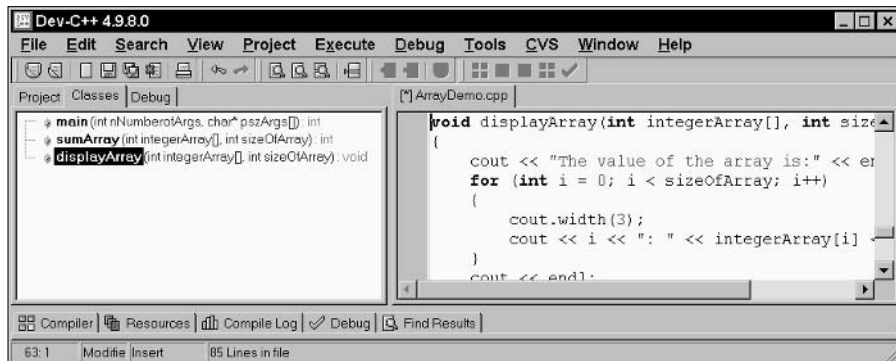 Dev-C++ 4.9.8.0
File Edit Search View Project Execute Debug Tools CVS Window Help
Project Classes Debug
main (int nNumberofArgs, char* pszArgs[]) : int
sumArray (int integerArray[], int sizeOfArray) : int
displayArray (int integerArray[], int sizeOfArray) : void
[*] ArrayDemo.cpp
void displayArray(int integerArray[], int size
{
cout << "The value of the array is:" << en
for (int i = 0; i < sizeOfArray; i++)
{
cout.width(3);
cout << i << ": " << integerArray[i] <
}
cout << endl;
Compiler Resources Compile Log Debug Find Results
63: 1 Modifie Insert 85 Lines in file